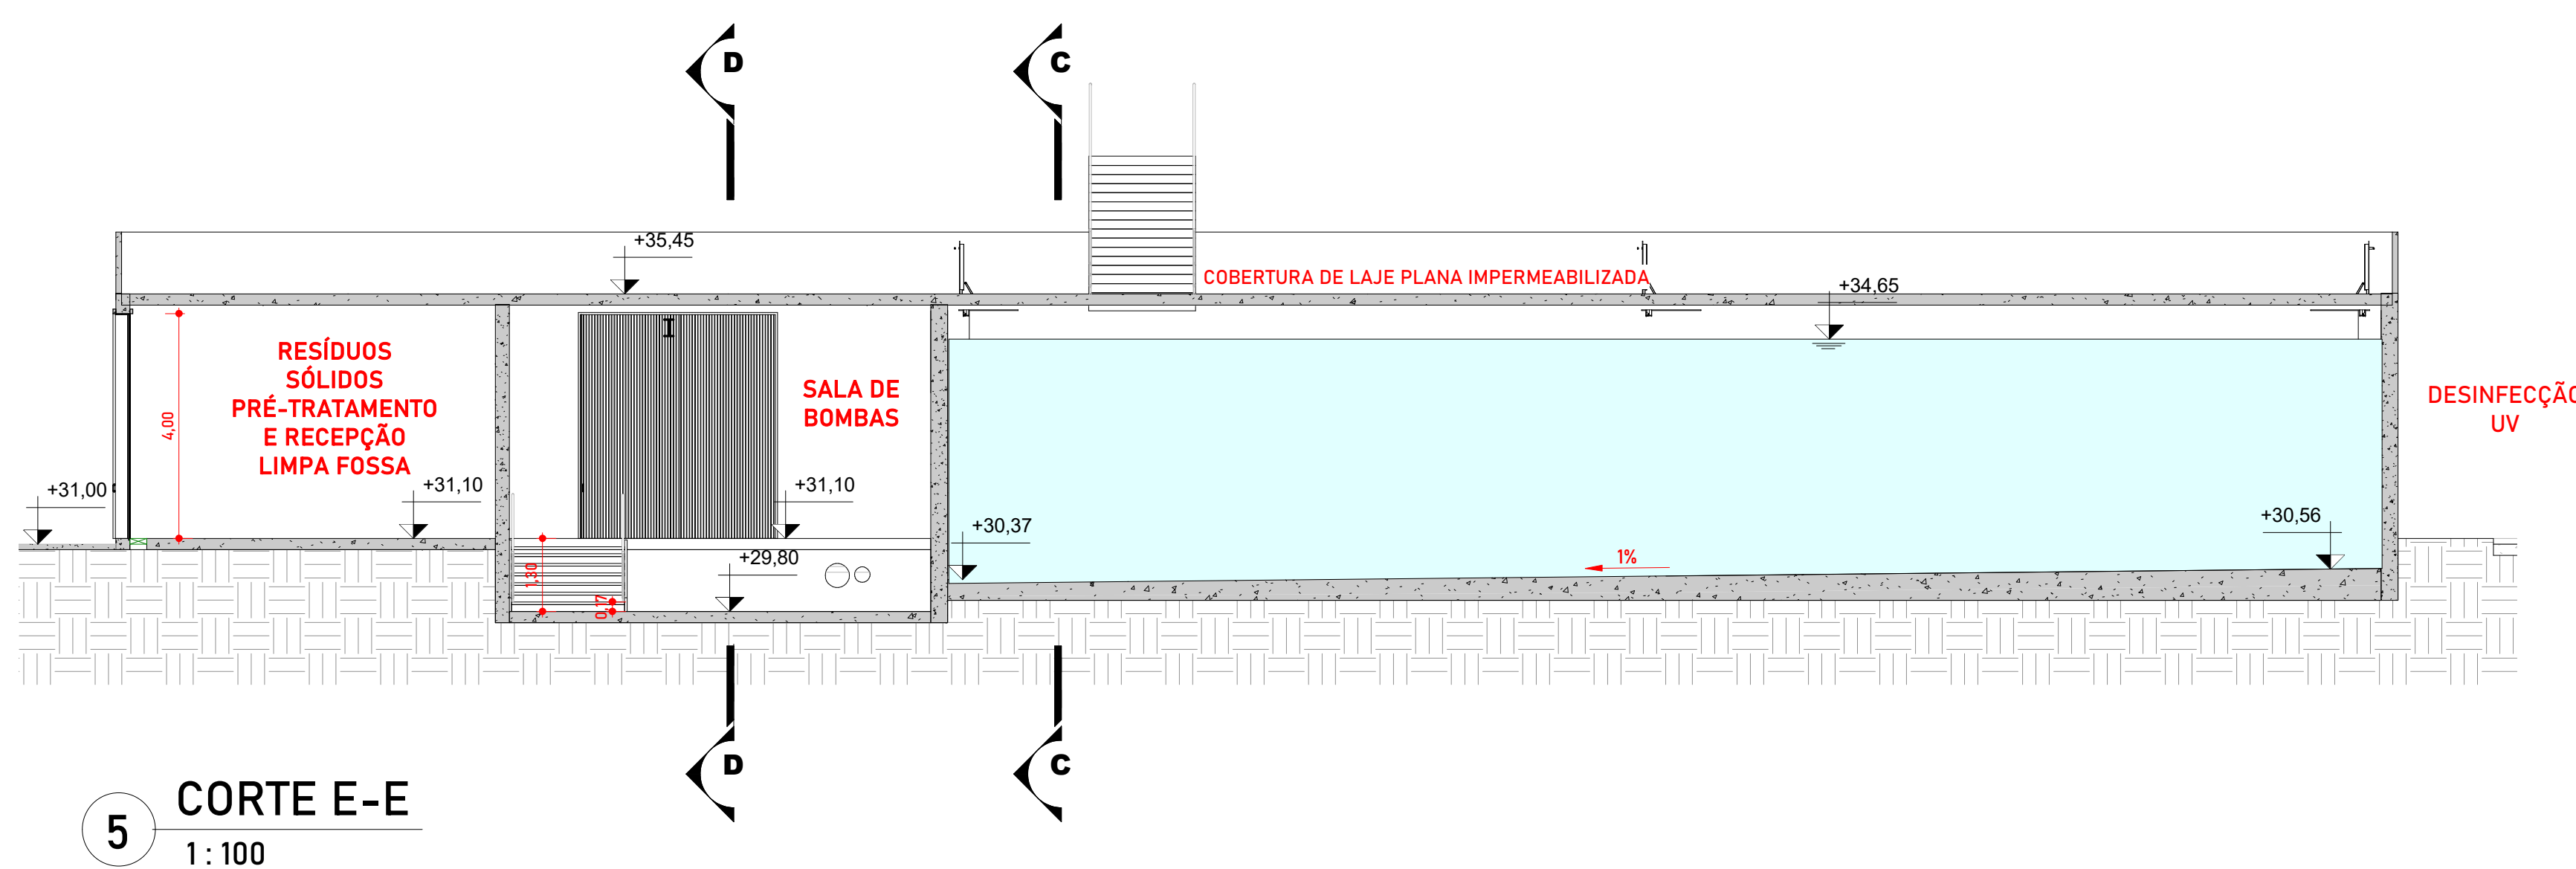 D
C
+35,45
COBERTURA DE LAJE PLANA IMPERMEABILIZADA
+34,65
RESÍDUOS
SÓLIDOS
PRÉ-TRATAMENTO
E RECEPÇÃO
LIMPA FOSSA
4,00
SALA DE
BOMBAS
DESINFECÇÃO
UV
+31,00
+31,10
+31,10
+30,37
+30,56
1%
+29,80
1,30
0,17
D
C
5
CORTE E-E
1 : 100